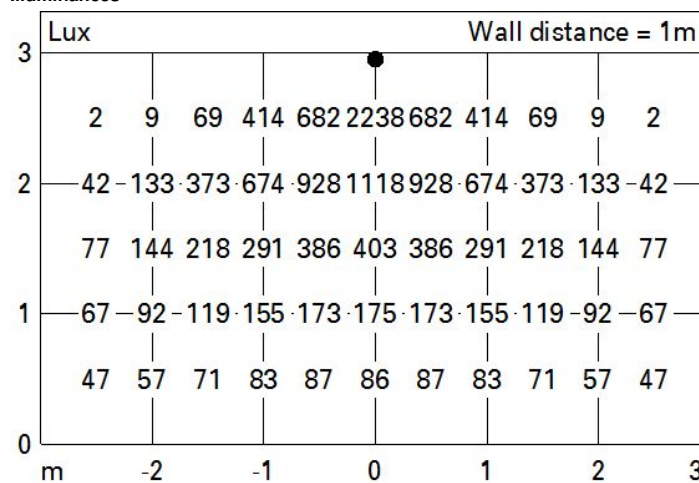 Lux Wall distance = 1m
3
2 9 69 414 682 2238 682 414 69 9 2
2 42 133 373 674 928 1118 928 674 373 133 42
77 144 218 291 386 403 386 291 218 144 77
1 67 92 119 155 173 175 173 155 119 92 67
47 57 71 83 87 86 87 83 71 57 47
0
m -2 -1 0 1 2 3